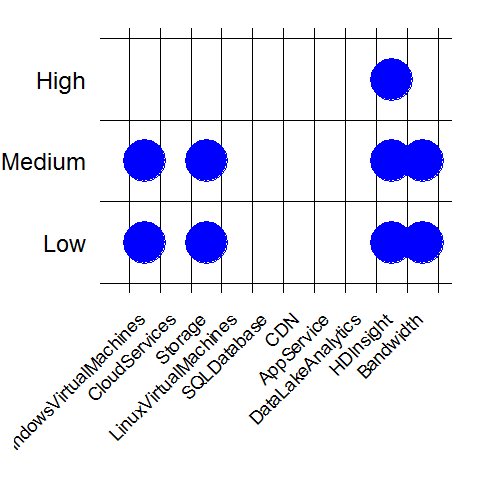 High
Medium
Low
ndowsVirtualMachines
CloudServices
Storage
LinuxVirtualMachines
SQLDatabase
CDN
AppService
DataLakeAnalytics
HDInsight
Bandwidth